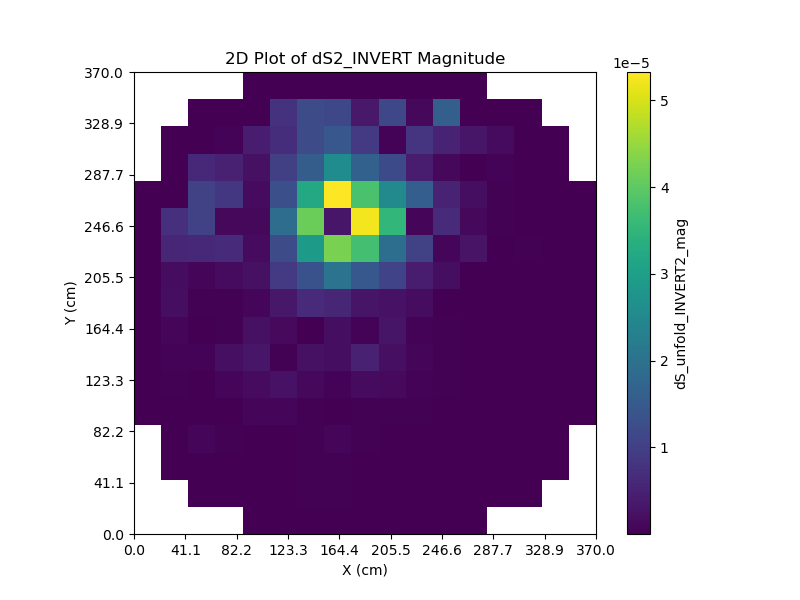 2D Plot of dS2_INVERT Magnitude
1e−5
370.0
328.9
287.7
246.6
205.5
164.4
123.3
82.2
41.1
0.0
Y (cm)
0.0 41.1 82.2 123.3 164.4 205.5 246.6 287.7 328.9 370.0
X (cm)
5
4
3
2
1
dS_unfold_INVERT2_mag